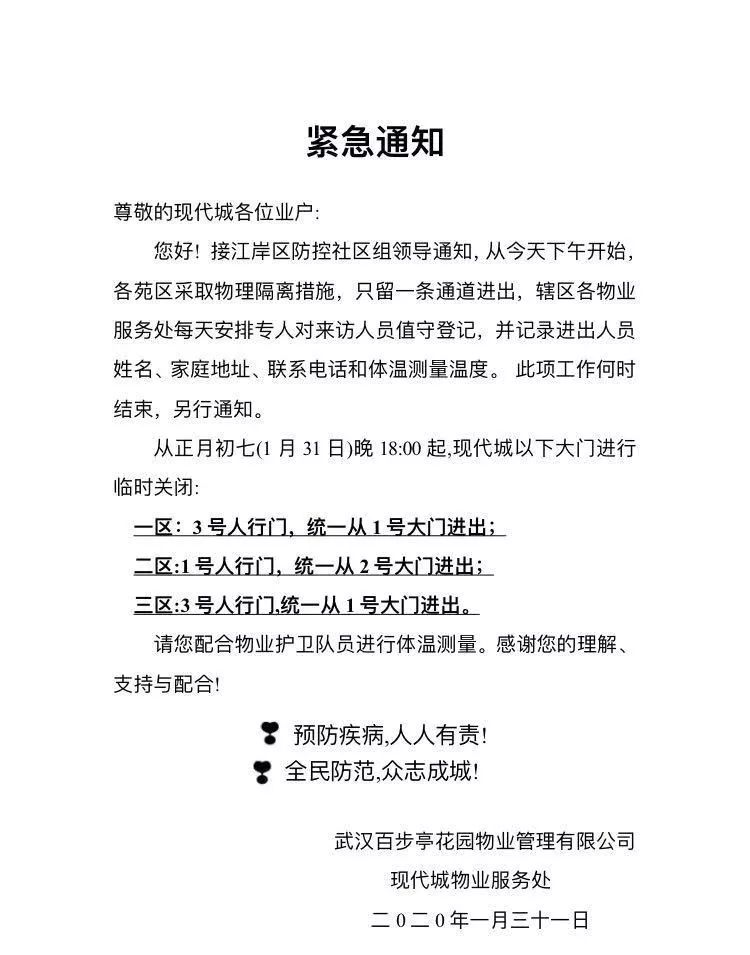 紧急通知
尊敬的现代城各位业户:
您好! 接江岸区防控社区组领导通知, 从今天下午开始,
各苑区采取物理隔离措施，只留一条通道进出，辖区各物业
服务处每天安排专人对来访人员值守登记，并记录进出人员
姓名、家庭地址、联系电话和体温测量温度。 此项工作何时
结束，另行通知。
从正月初七(1 月 31 日)晚 18:00 起,现代城以下大门进行
临时关闭:
一区：3 号人行门，统一从 1 号大门进出；
二区:1 号人行门，统一从 2 号大门进出；
三区:3 号人行门,统一从 1 号大门进出。
请您配合物业护卫队员进行体温测量。感谢您的理解、
支持与配合!
❣ 预防疾病,人人有责!
❣ 全民防范,众志成城!
武汉百步亭花园物业管理有限公司
现代城物业服务处
二 0 二 0 年一月三十一日